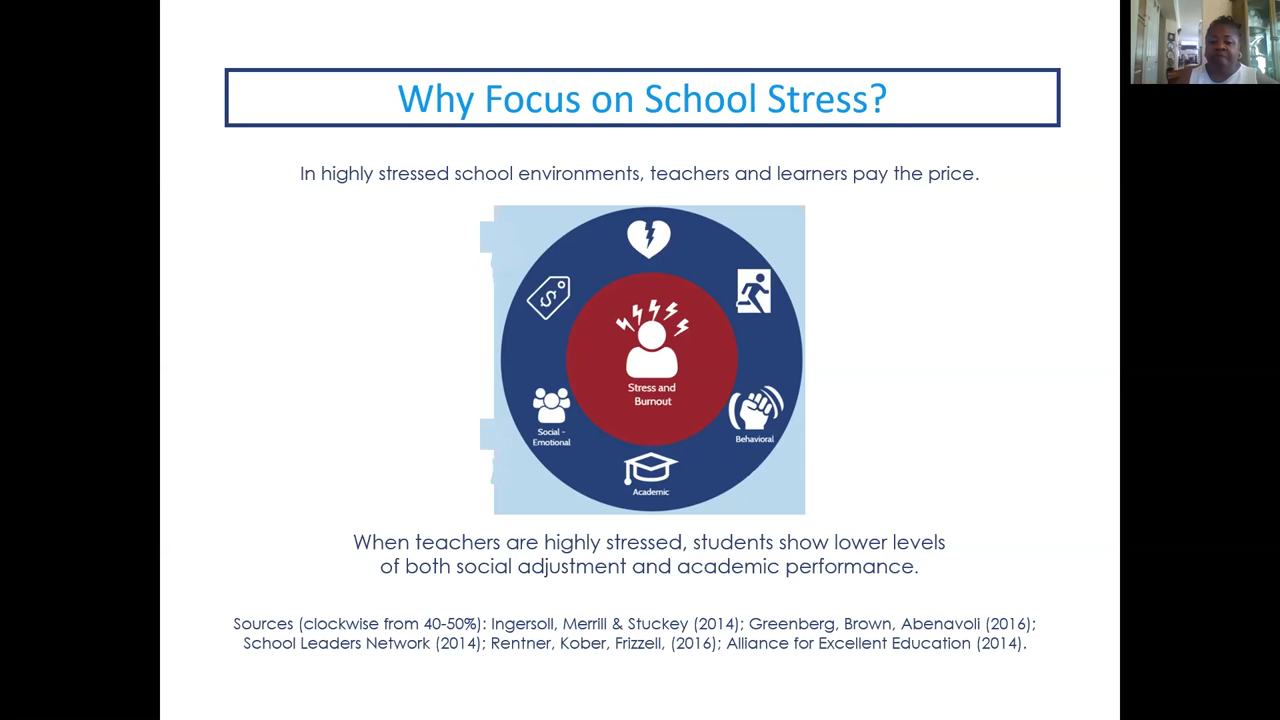 Why Focus on School Stress?
In highly stressed school environments, teachers and learners pay the price.
$
Stress and
Burnout
Social -
Emotional
Behavioral
Academic
When teachers are highly stressed, students show lower levels
of both social adjustment and academic performance.
Sources (clockwise from 40-50%): Ingersoll, Merrill & Stuckey (2014); Greenberg, Brown, Abenavoli (2016);
School Leaders Network (2014); Rentner, Kober, Frizzell, (2016); Alliance for Excellent Education (2014).